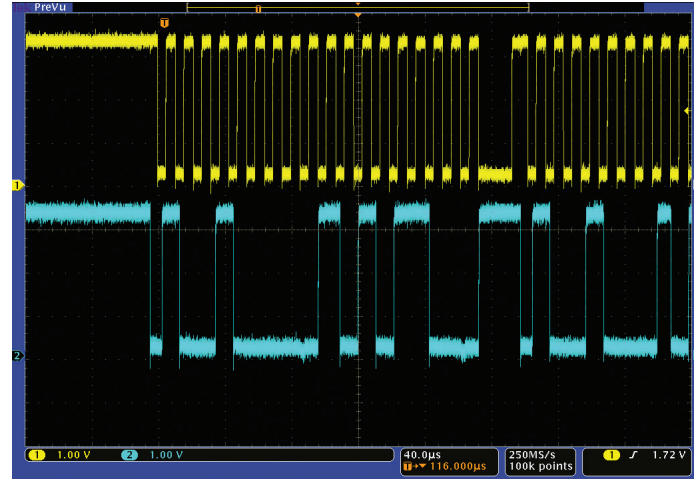 PreVu
T
T
1
2
1 1.00 V 2 1.00 V
40.0µs
T→▼ 116.000µs
250MS/s
100k points
1 1.72 V